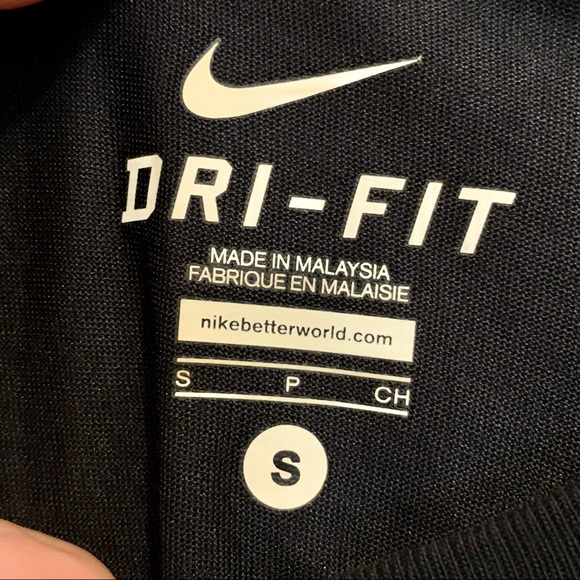 DRI-FIT
MADE IN MALAYSIA
FABRIQUE EN MALAISIE
nikebetterworld.com
S P CH
S